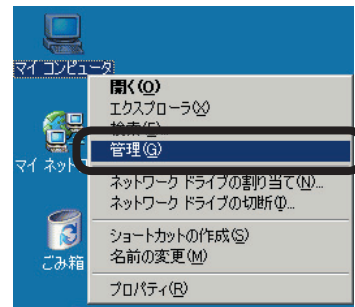 マイ コンピュータ
開く(O)
エクスプローラ(X)
管理(G)
マイ ネット
ネットワーク ドライブの割り当て(N)...
ネットワーク ドライブの切断(I)...
ショートカットの作成(S)
名前の変更(M)
ごみ箱
プロパティ(R)